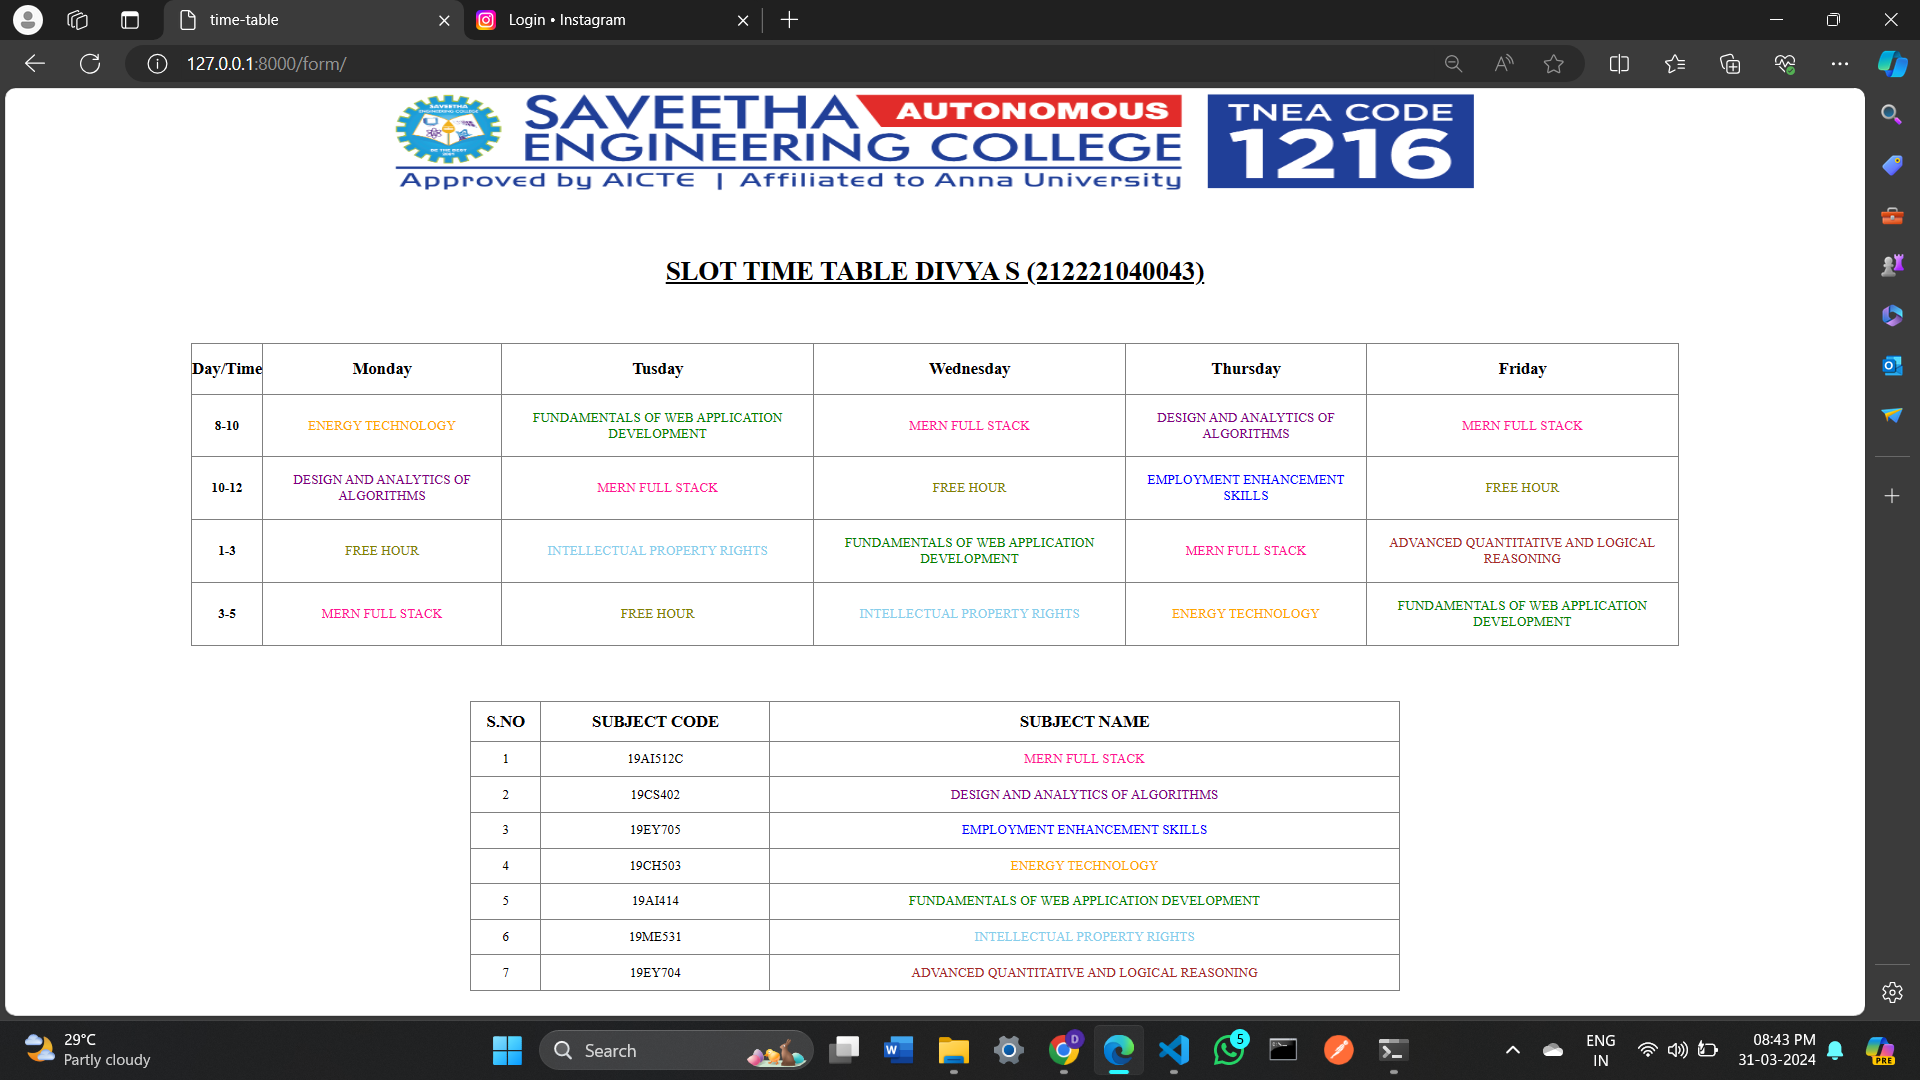 time-table
Login • Instagram
127.0.0.1:8000/form/
SAVEETHA AUTONOMOUS
ENGINEERING COLLEGE
Approved by AICTE | Affiliated to Anna University
TNEA CODE
1216
SLOT TIME TABLE DIVYA S (212221040043)
Day/Time Monday Tusday Wednesday Thursday Friday
8-10 ENERGY TECHNOLOGY FUNDAMENTALS OF WEB APPLICATION DEVELOPMENT MERN FULL STACK DESIGN AND ANALYTICS OF ALGORITHMS MERN FULL STACK
10-12 DESIGN AND ANALYTICS OF ALGORITHMS MERN FULL STACK FREE HOUR EMPLOYMENT ENHANCEMENT SKILLS FREE HOUR
1-3 FREE HOUR INTELLECTUAL PROPERTY RIGHTS FUNDAMENTALS OF WEB APPLICATION DEVELOPMENT MERN FULL STACK ADVANCED QUANTITATIVE AND LOGICAL REASONING
3-5 MERN FULL STACK FREE HOUR INTELLECTUAL PROPERTY RIGHTS ENERGY TECHNOLOGY FUNDAMENTALS OF WEB APPLICATION DEVELOPMENT
S.NO SUBJECT CODE SUBJECT NAME
1 19AI512C MERN FULL STACK
2 19CS402 DESIGN AND ANALYTICS OF ALGORITHMS
3 19EY705 EMPLOYMENT ENHANCEMENT SKILLS
4 19CH503 ENERGY TECHNOLOGY
5 19AI414 FUNDAMENTALS OF WEB APPLICATION DEVELOPMENT
6 19ME531 INTELLECTUAL PROPERTY RIGHTS
7 19EY704 ADVANCED QUANTITATIVE AND LOGICAL REASONING
29°C
Partly cloudy
Search
D
5
ENG
IN
08:43 PM
31-03-2024
PRE